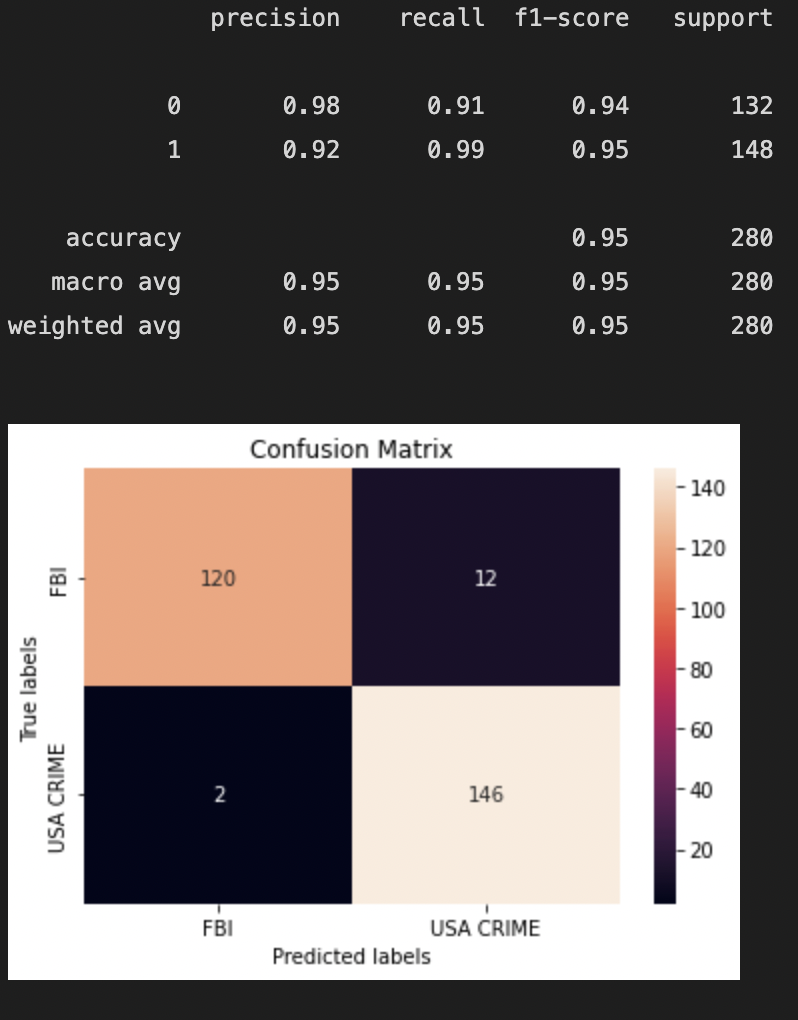 precision recall f1-score support
0 0.98 0.91 0.94 132
1 0.92 0.99 0.95 148
accuracy 0.95 280
macro avg 0.95 0.95 0.95 280
weighted avg 0.95 0.95 0.95 280
Confusion Matrix
True labels
FBI
USA CRIME
120 12
2 146
FBI USA CRIME
Predicted labels
140
120
100
80
60
40
20